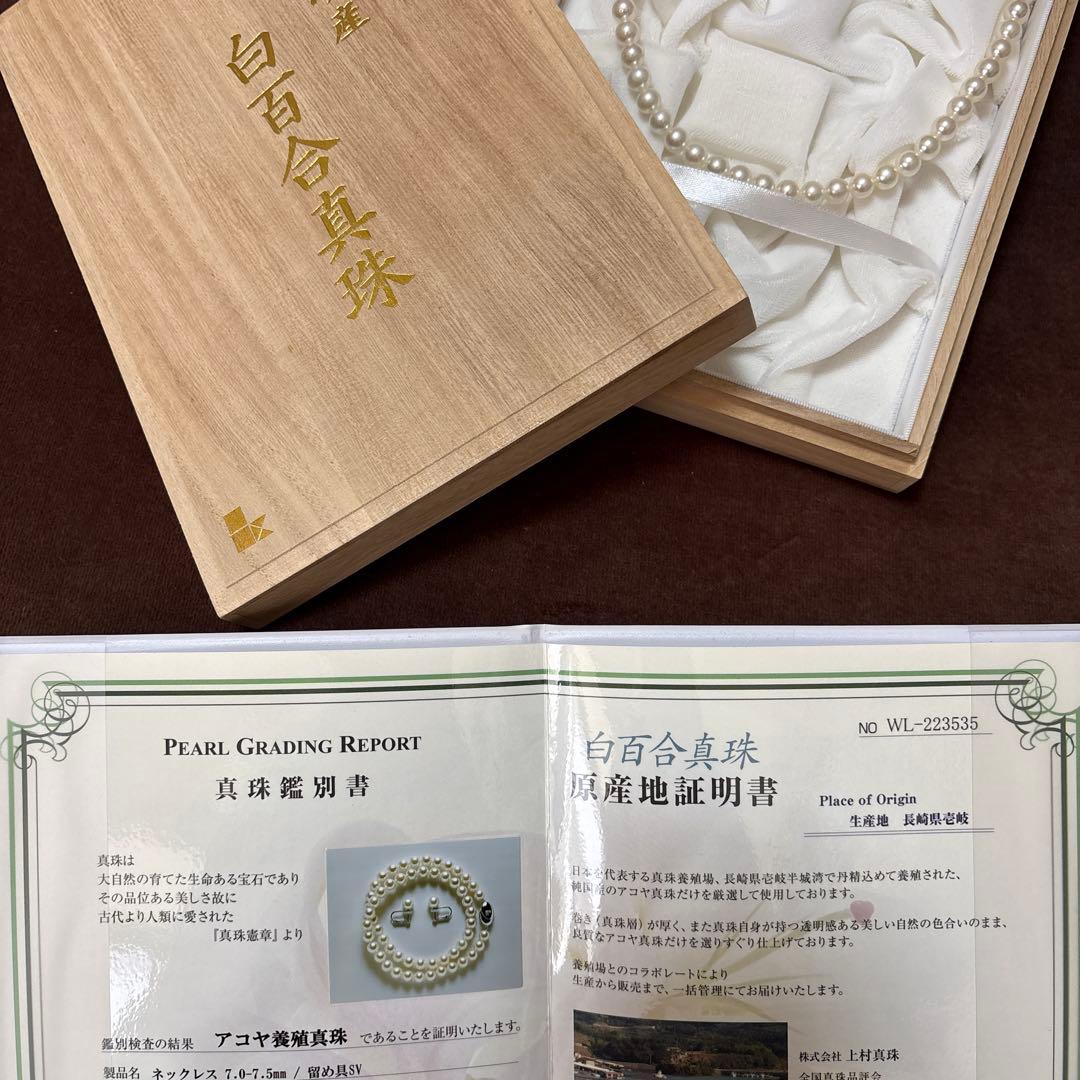 産
白百合真珠
PEARL GRADING REPORT
真珠鑑別書
真珠は
大自然の育てた生命ある宝石であり
その品位ある美しさ故に
古代より人類に愛された
『真珠憲章』より
鑑別検査の結果 アコヤ養殖真珠 であることを証明いたします。
製品名 ネックレス 7.0-7.5mm / 留め具SV
NO WL-223535
白百合真珠
原産地証明書
Place of Origin
生産地 長崎県壱岐
日本を代表する真珠養殖場、長崎県壱岐半城湾で丹精込めて養殖された、
純国産のアコヤ真珠だけを厳選して使用しております。
巻き（真珠層）が厚く、また真珠自身が持つ透明感ある美しい自然の色合いのまま、
良質なアコヤ真珠だけを選りすぐり仕上げております。
養殖場とのコラボレートにより
生産から販売まで、一括管理にてお届けいたします。
株式会社 上村真珠
全国真珠品評会